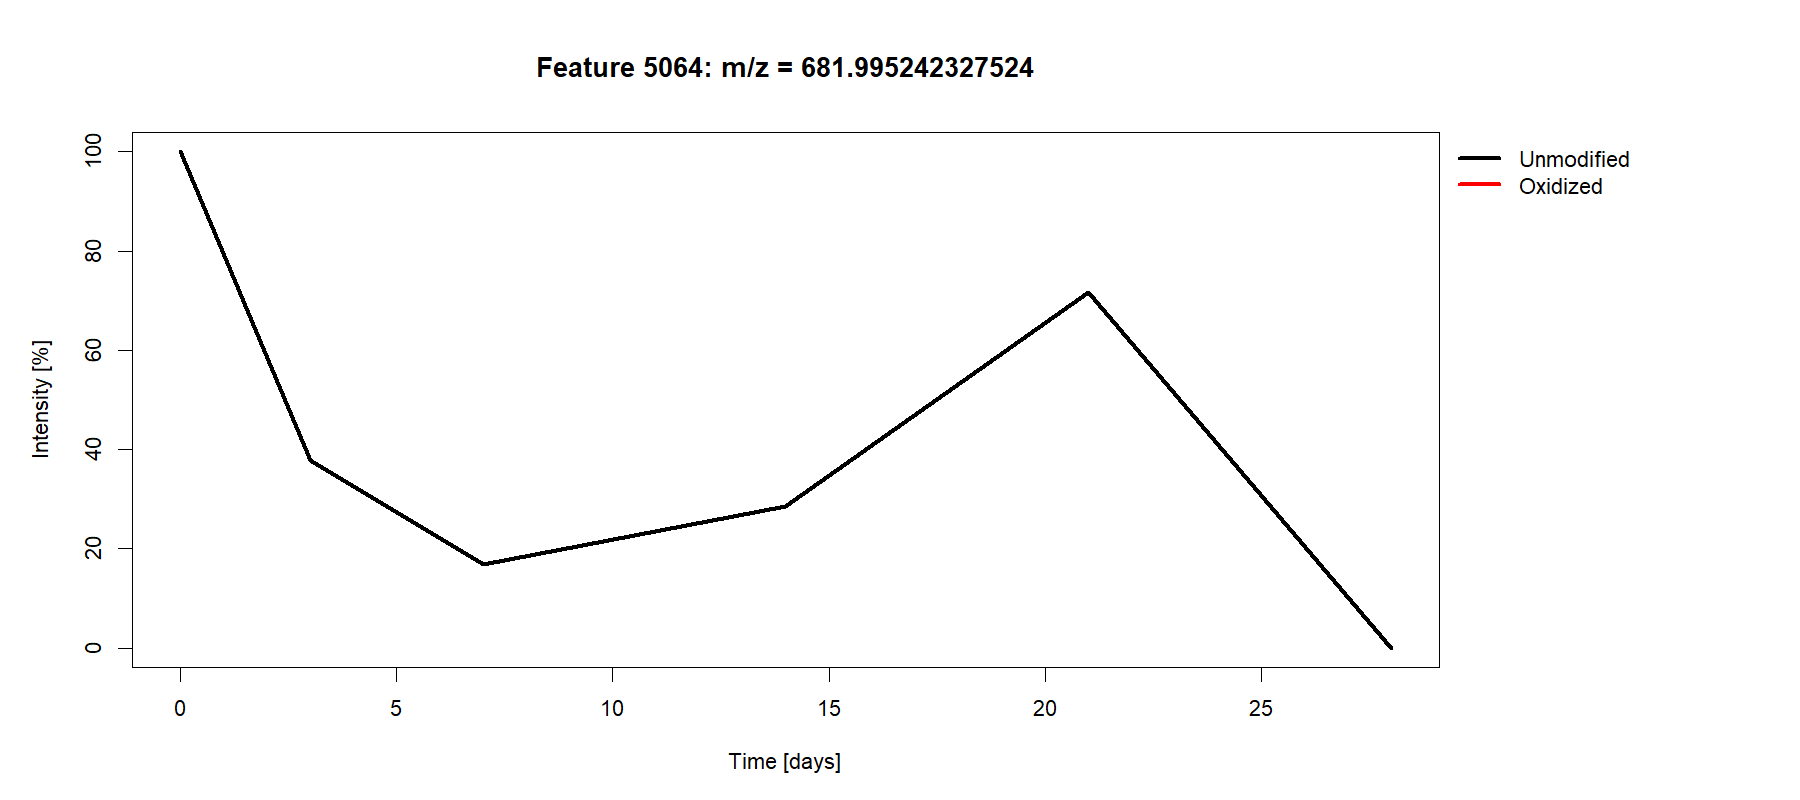 Feature 5064: m/z = 681.995242327524
Unmodified
Oxidized
Intensity [%]
100
80
60
40
20
0
0 5 10 15 20 25
Time [days]